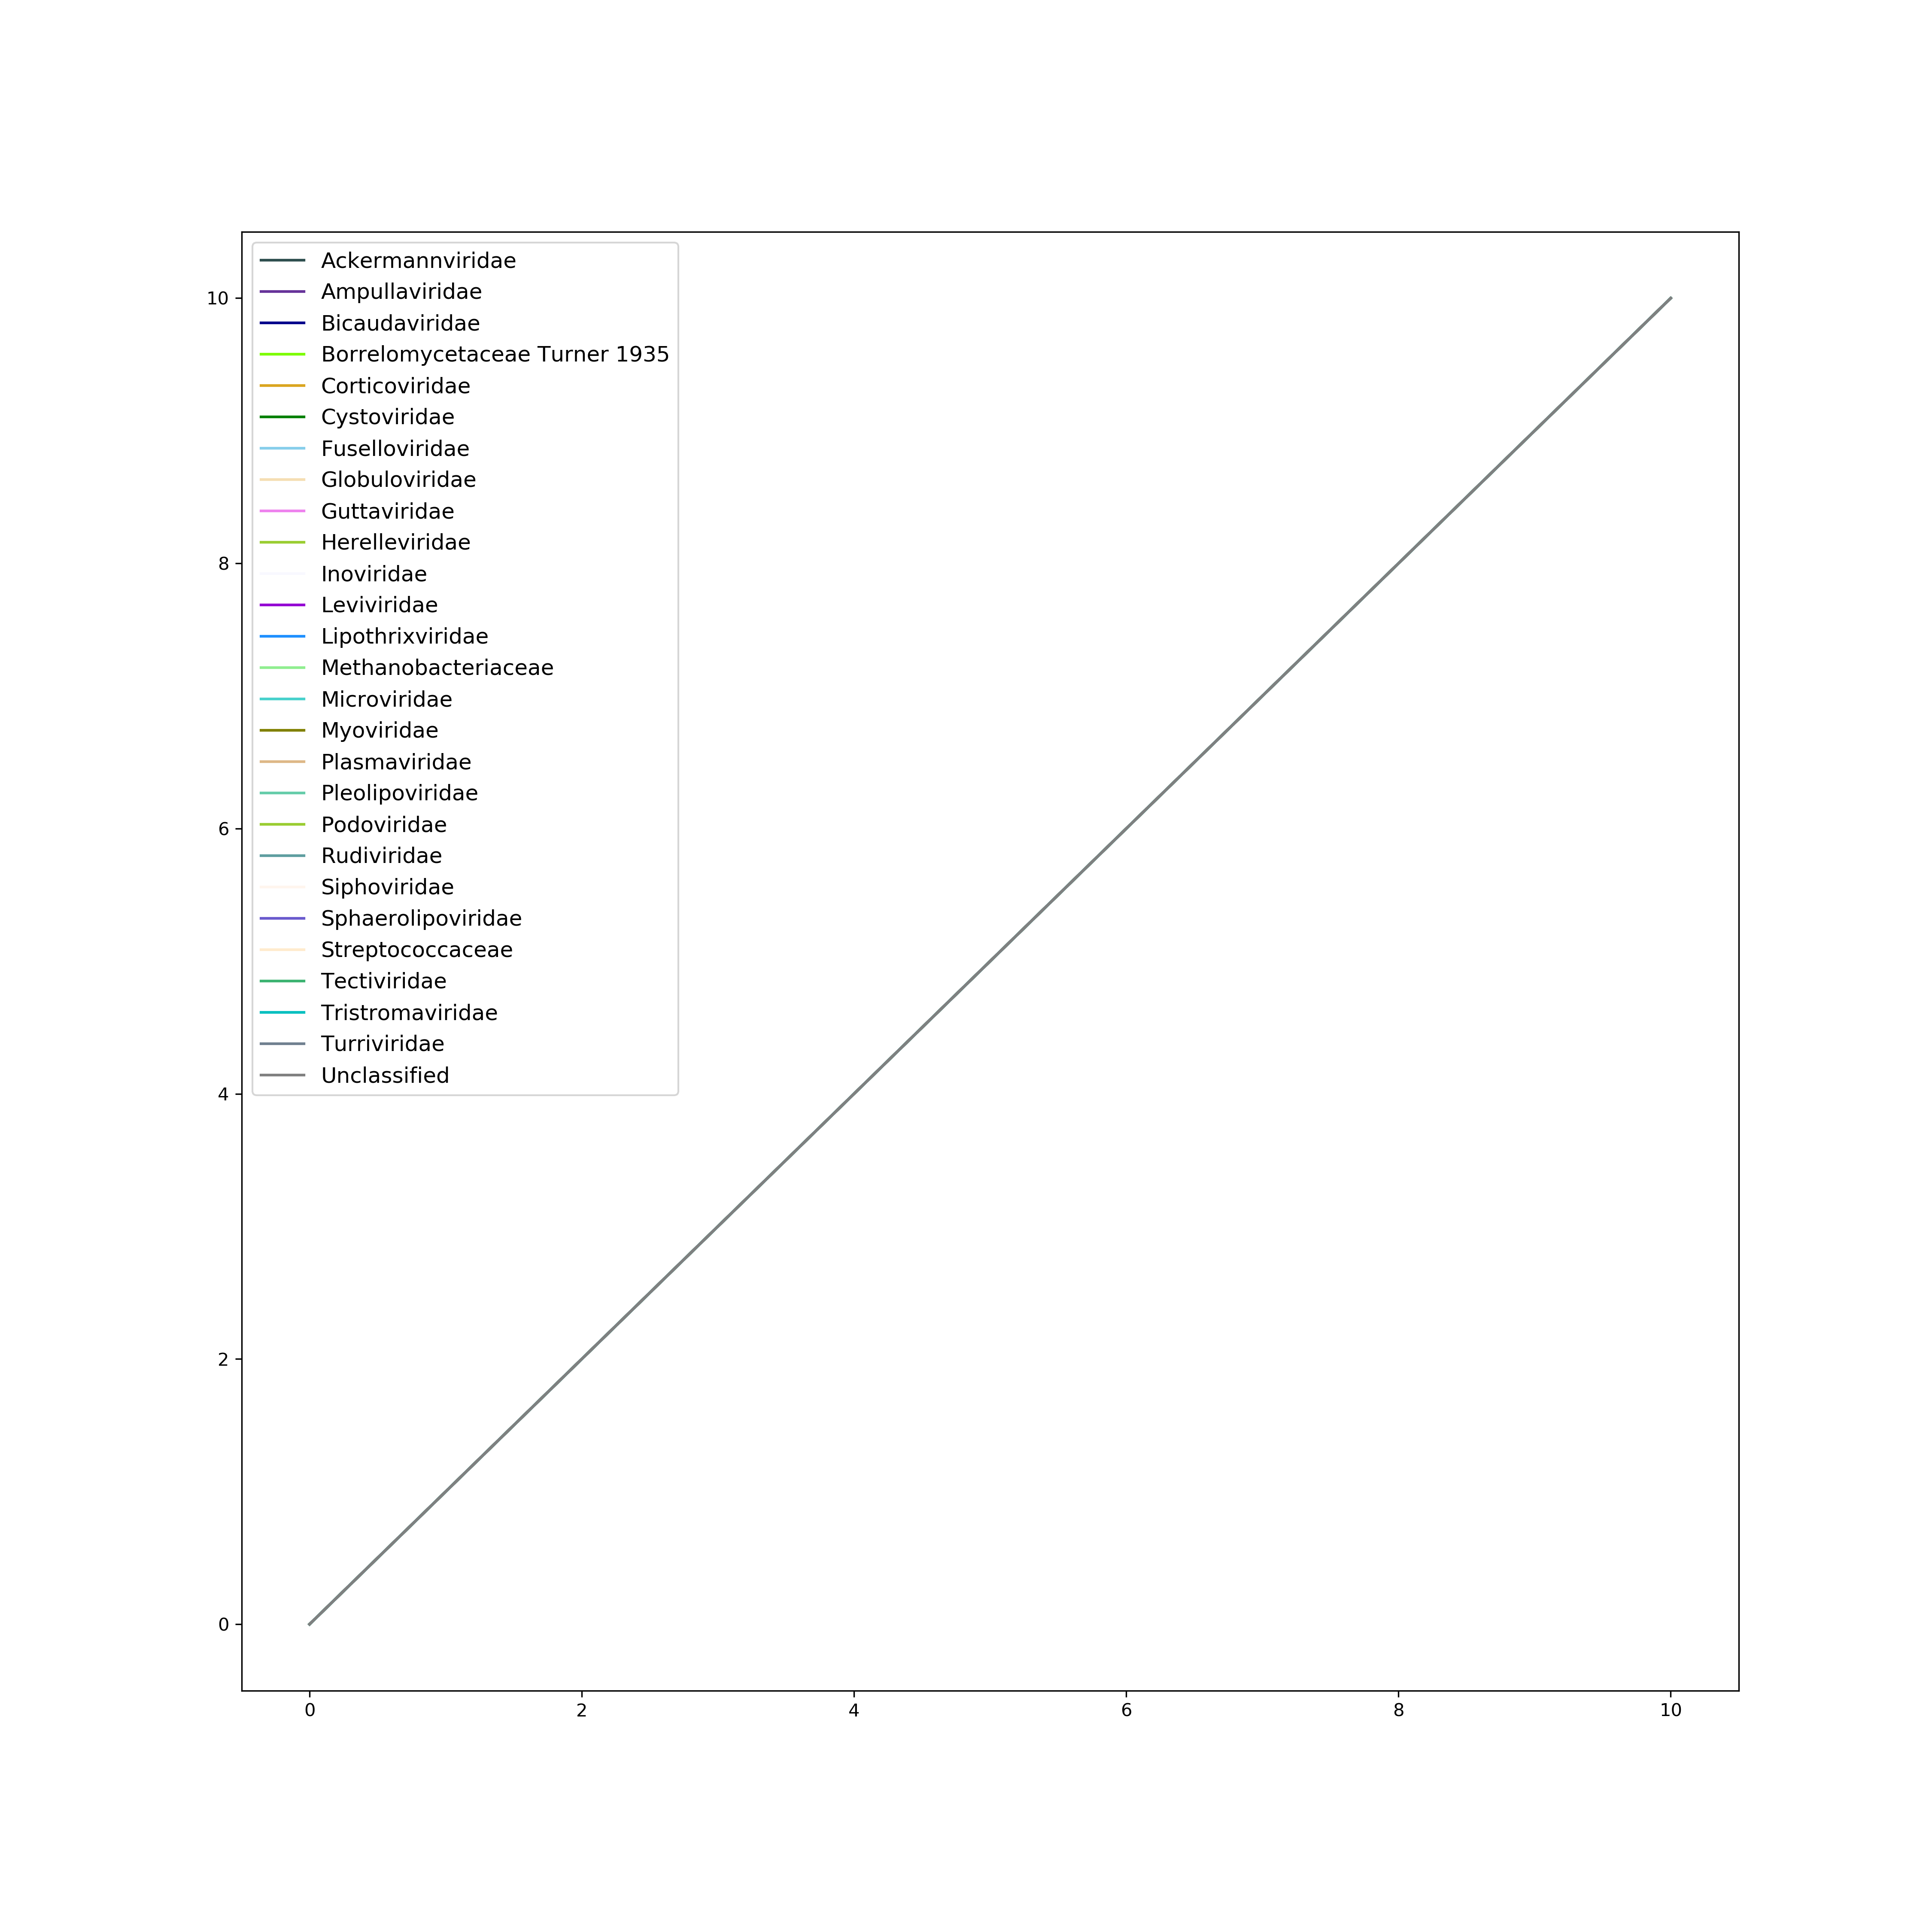 Ackermannviridae
Ampullaviridae
Bicaudaviridae
Borrelomycetaceae Turner 1935
Corticoviridae
Cystoviridae
Fuselloviridae
Globuloviridae
Guttaviridae
Herelleviridae
Inoviridae
Leviviridae
Lipothrixviridae
Methanobacteriaceae
Microviridae
Myoviridae
Plasmaviridae
Pleolipoviridae
Podoviridae
Rudiviridae
Siphoviridae
Sphaerolipoviridae
Streptococcaceae
Tectiviridae
Tristromaviridae
Turriviridae
Unclassified
10
8
6
4
2
0
0 2 4 6 8 10